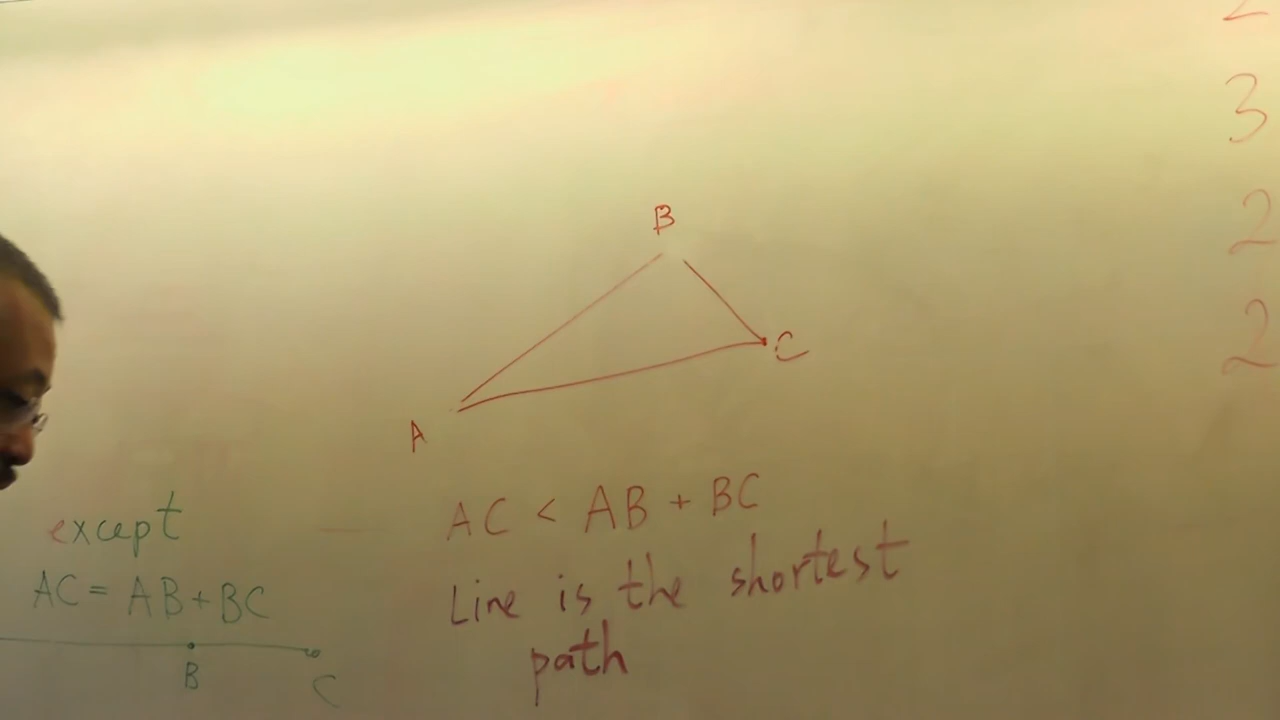 3
2
2
B
C
A
AC < AB + BC
Line is the shortest
path
except
AC = AB + BC
B
C